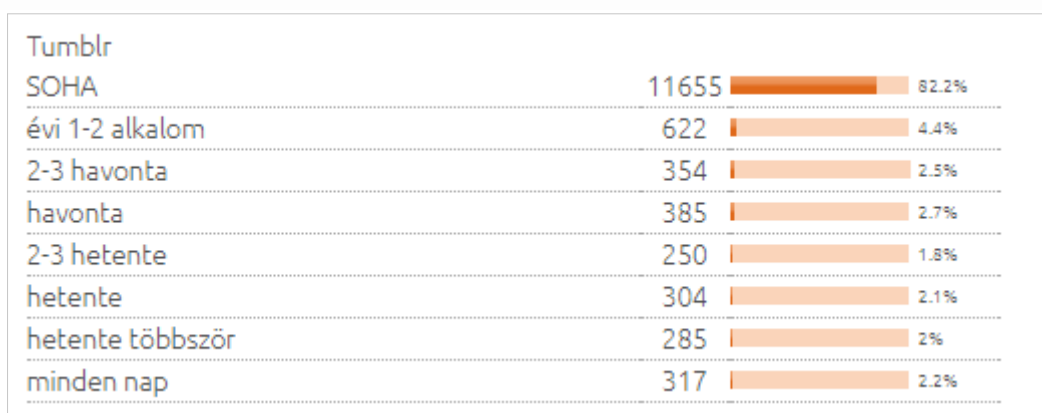 Tumblr
SOHA 11655 82.2%
évi 1-2 alkalom 622 4.4%
2-3 havonta 354 2.5%
havonta 385 2.7%
2-3 hetente 250 1.8%
hetente 304 2.1%
hetente többször 285 2%
minden nap 317 2.2%